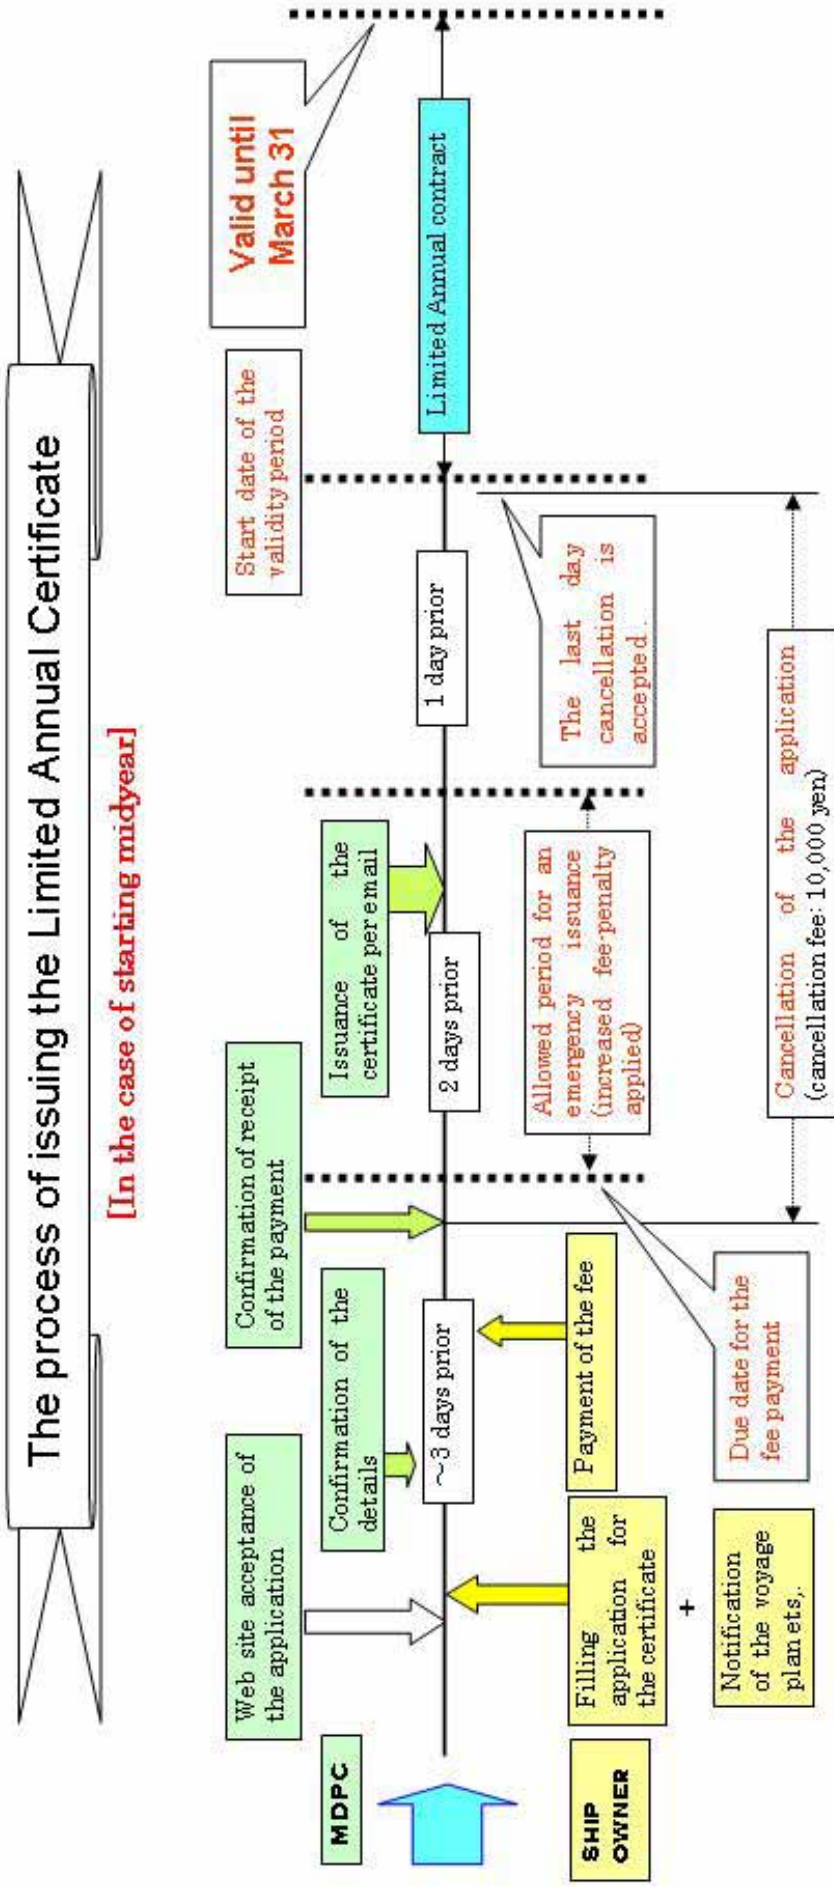 The process of issuing the Limited Annual Certificate
[In the case of starting midyear]
MDPC
Web site acceptance of
the application
Confirmation of the
details
Confirmation of receipt
of the payment
Issuance of the
certificate per email
Start date of the
validity period
Valid until
March 31
～3 days prior
2 days prior
1 day prior
Limited Annual contract
SHIP
OWNER
Filling the
application for
the certificate
+
Notification
of the voyage
plan ets,.
Payment of the fee
Due date for the
fee payment
Allowed period for an
emergency issuance
(increased fee-penalty
applied)
The last day
cancellation is
accepted.
Cancellation of the application
(cancellation fee: 10,000 yen)